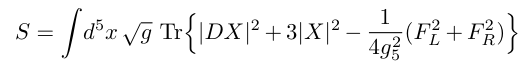 $S = \int d^5x \, \sqrt{g} \; \mathrm{Tr}\Big\{ |DX|^2 + 3|X|^2 - \frac{1}{4g_5^2}(F_L^2 + F_R^2) \Big\}$